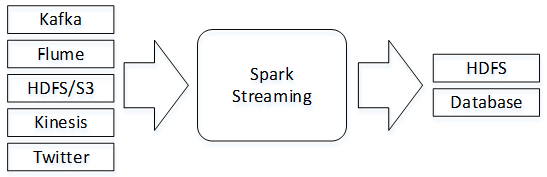 Kafka
Flume
HDFS/S3
Kinesis
Twitter
Spark
Streaming
HDFS
Database